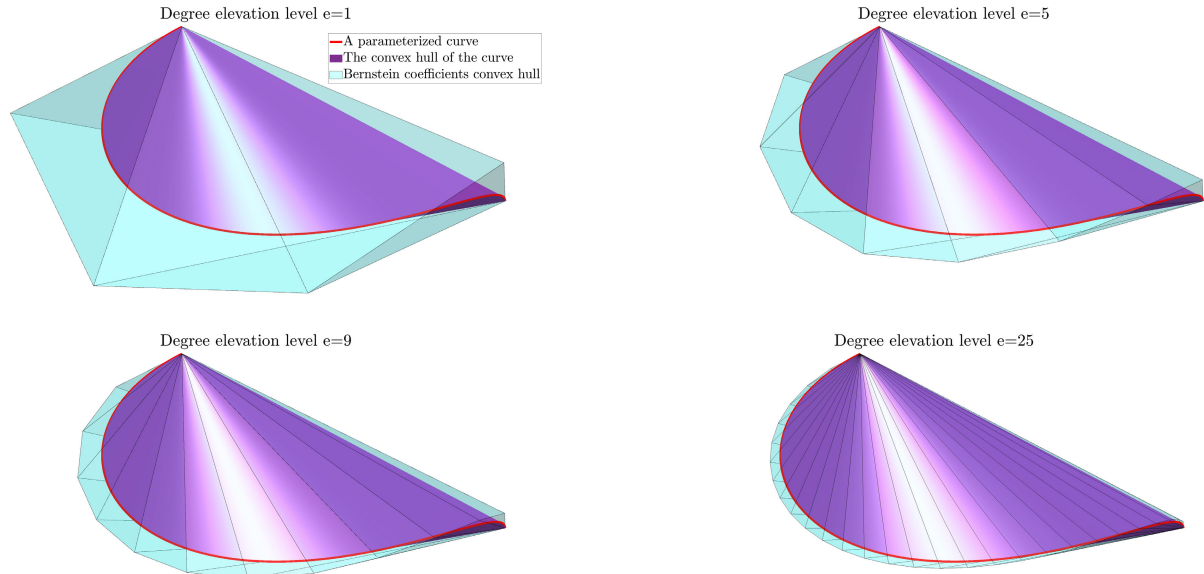 Degree elevation level e=1
A parameterized curve
The convex hull of the curve
Bernstein coefficients convex hull
Degree elevation level e=5
Degree elevation level e=9
Degree elevation level e=25